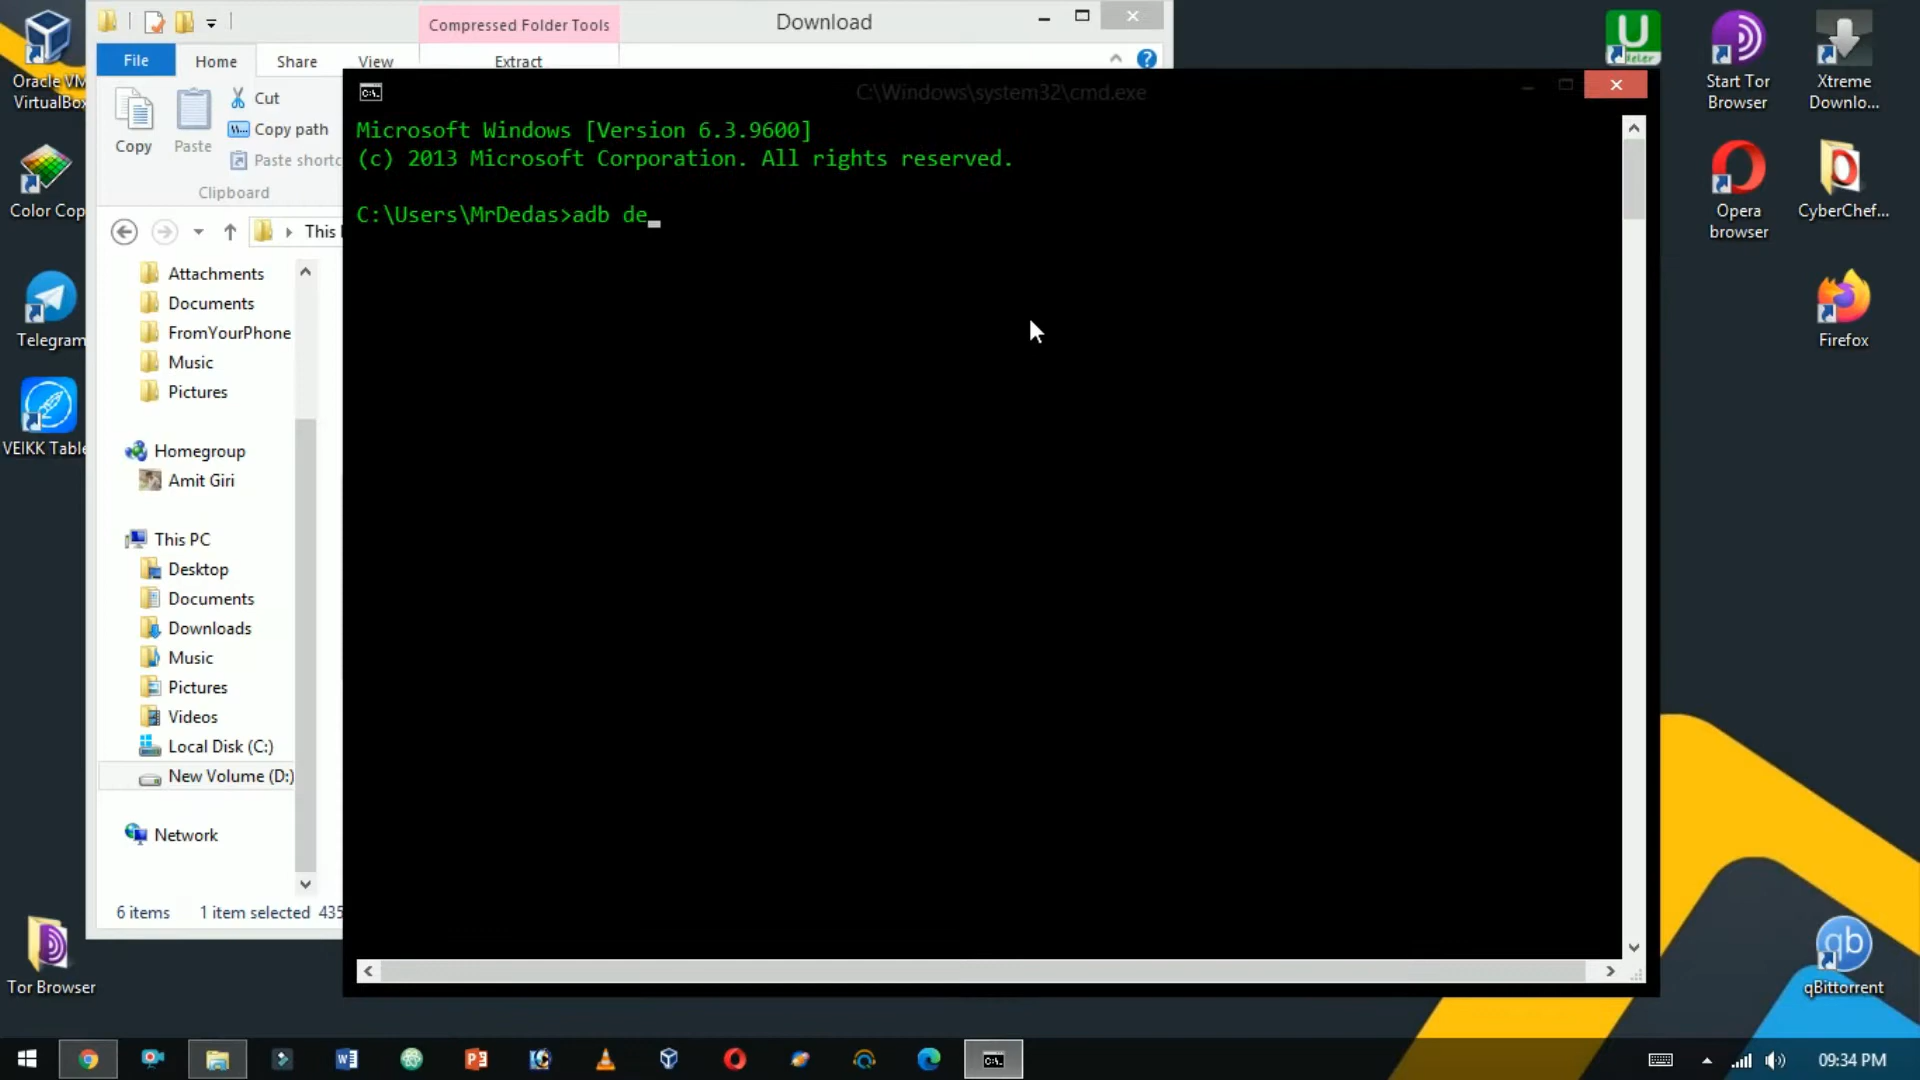 Compressed Folder Tools
Download
File
Home
Share
View
Extract
Copy
Paste
Cut
Copy path
Paste shortc
Clipboard
This
Attachments
Documents
FromYourPhone
Music
Pictures
Homegroup
Amit Giri
This PC
Desktop
Documents
Downloads
Music
Pictures
Videos
Local Disk (C:)
New Volume (D:)
Network
6 items
1 item selected 435
C:\Windows\system32\cmd.exe
Microsoft Windows [Version 6.3.9600]
(c) 2013 Microsoft Corporation. All rights reserved.
C:\Users\MrDedas>adb de_
Oracle VM
VirtualBox
Color Cop
Telegram
VEIKK Table
Tor Browser
Start Tor
Browser
Xtreme
Downlo...
Opera
browser
CyberChef...
Firefox
qb
qBittorrent
09:34 PM